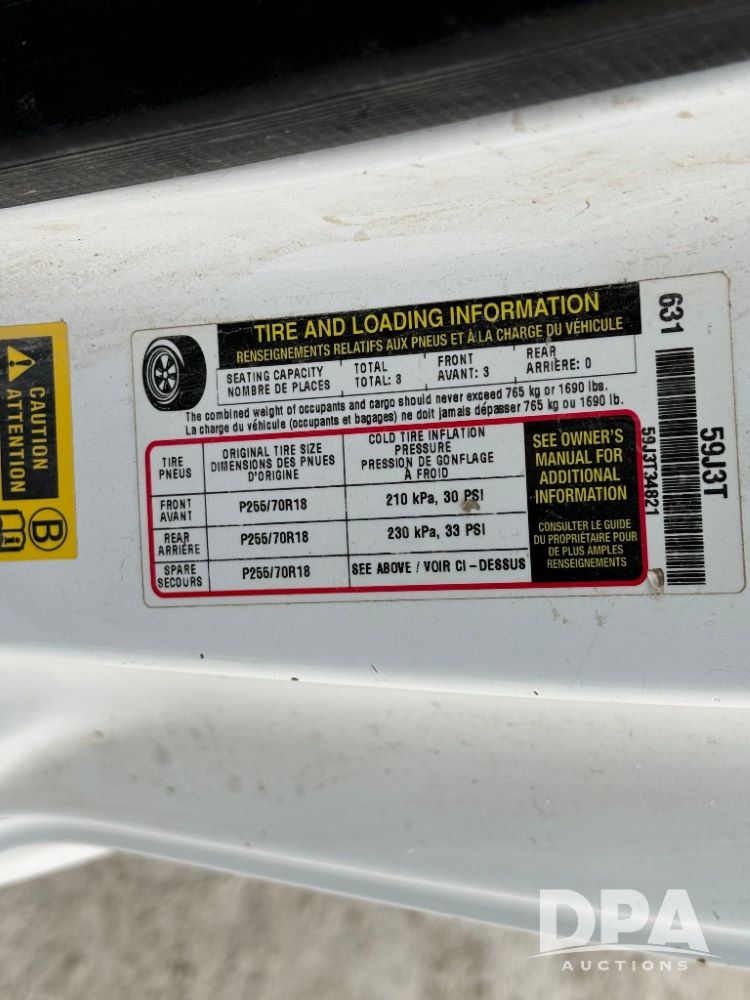 TIRE AND LOADING INFORMATION
RENSEIGNEMENTS RELATIFS AUX PNEUS ET À LA CHARGE DU VÉHICULE
SEATING CAPACITY TOTAL FRONT REAR
NOMBRE DE PLACES TOTAL: 3 AVANT: 3 ARRIÈRE: 0
The combined weight of occupants and cargo should never exceed 765 kg or 1690 lbs.
La charge du véhicule (occupants et bagages) ne doit jamais dépasser 765 kg ou 1690 lb.
TIRE
PNEUS
ORIGINAL TIRE SIZE
DIMENSIONS DES PNUES
D'ORIGINE
COLD TIRE INFLATION
PRESSURE
PRESSION DE GONFLAGE
À FROID
FRONT
AVANT
P255/70R18
210 kPa, 30 PSI
REAR
ARRIÈRE
P255/70R18
230 kPa, 33 PSI
SPARE
SECOURS
P255/70R18
SEE ABOVE / VOIR CI-DESSUS
SEE OWNER'S
MANUAL FOR
ADDITIONAL
INFORMATION
CONSULTER LE GUIDE
DU PROPRIÉTAIRE POUR
DE PLUS AMPLES
RENSEIGNEMENTS
631
59J3T34821
59J3T
CAUTION
ATTENTION
B
DPA
AUCTIONS